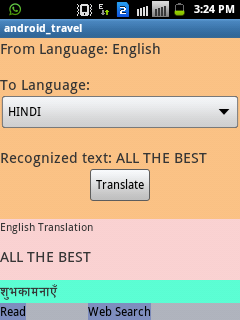 3:24 PM
android_travel
From Language: English
To Language:
HINDI
Recognized text: ALL THE BEST
Translate
English Translation
ALL THE BEST
शुभकामनाएँ
Read Web Search